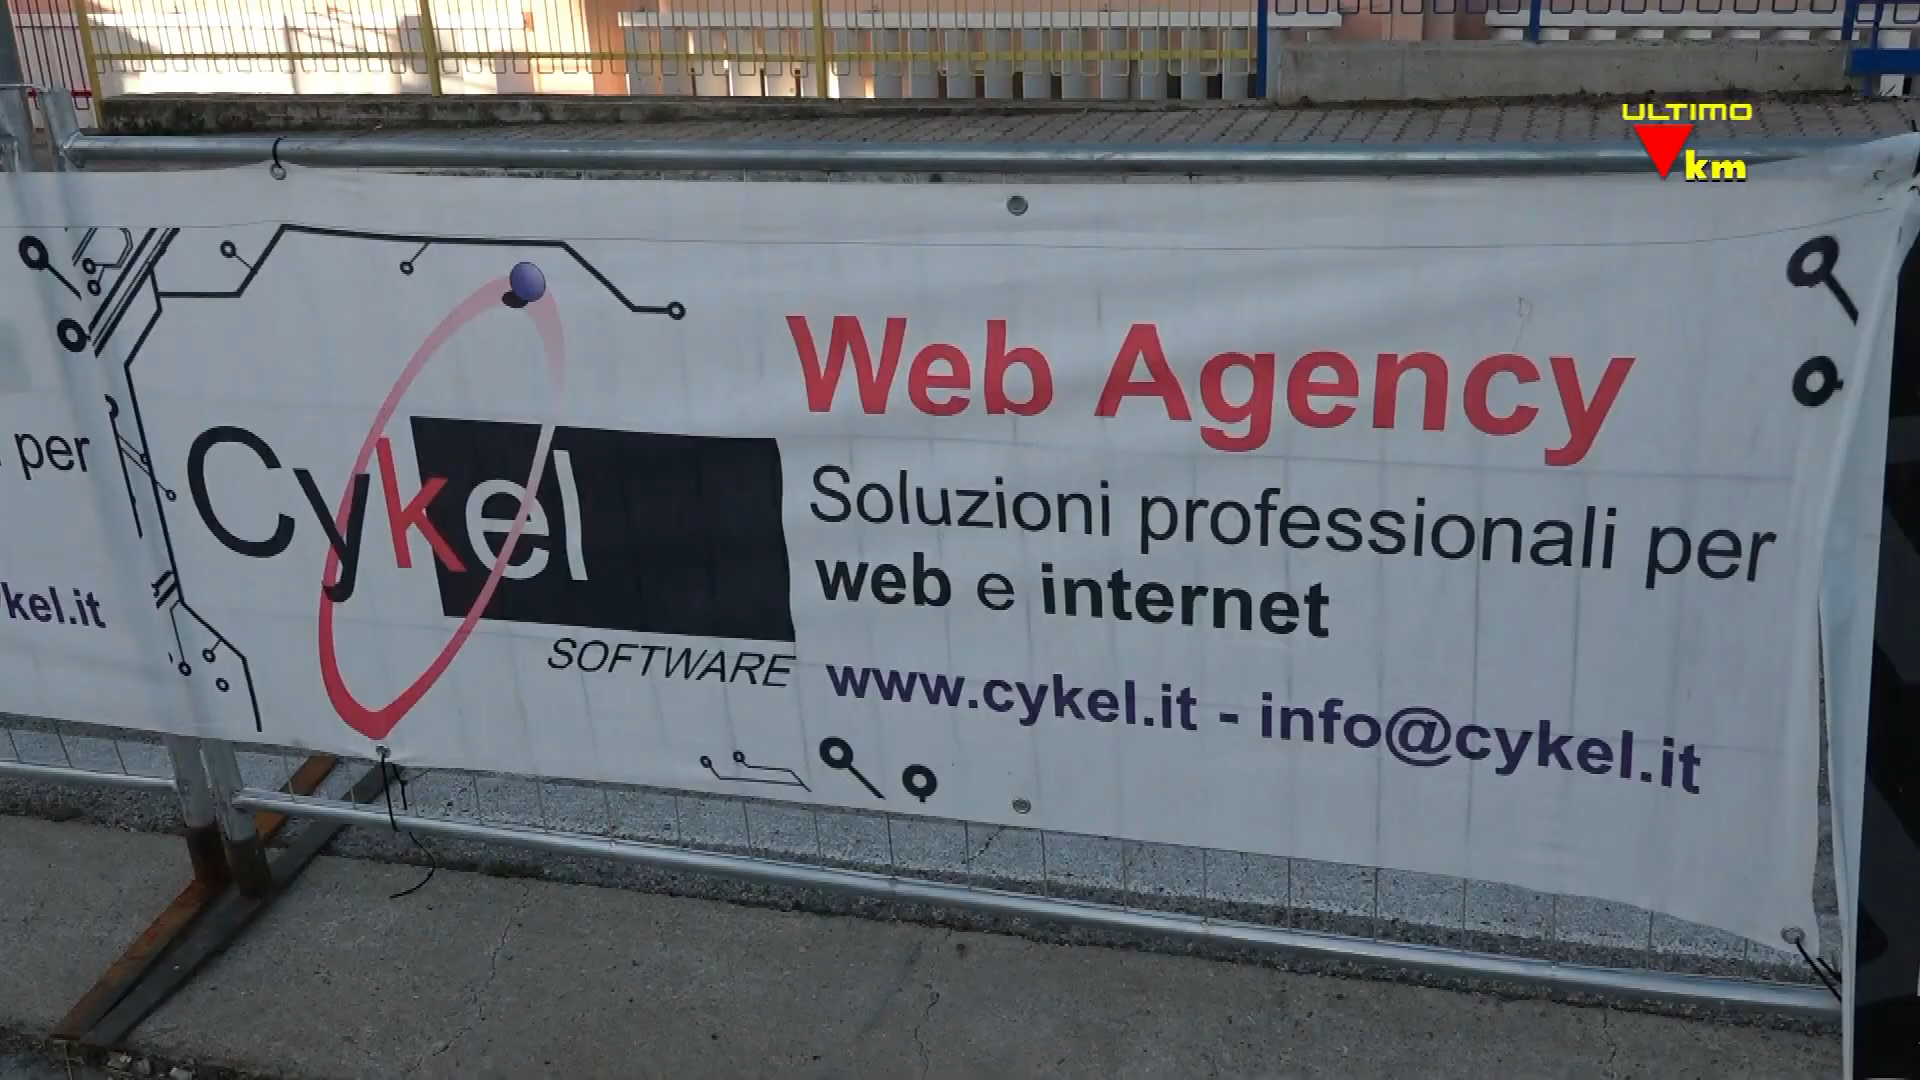 ULTIMO
km
per
kel.it
Cykel
SOFTWARE
Web Agency
Soluzioni professionali per
web e internet
www.cykel.it - info@cykel.it